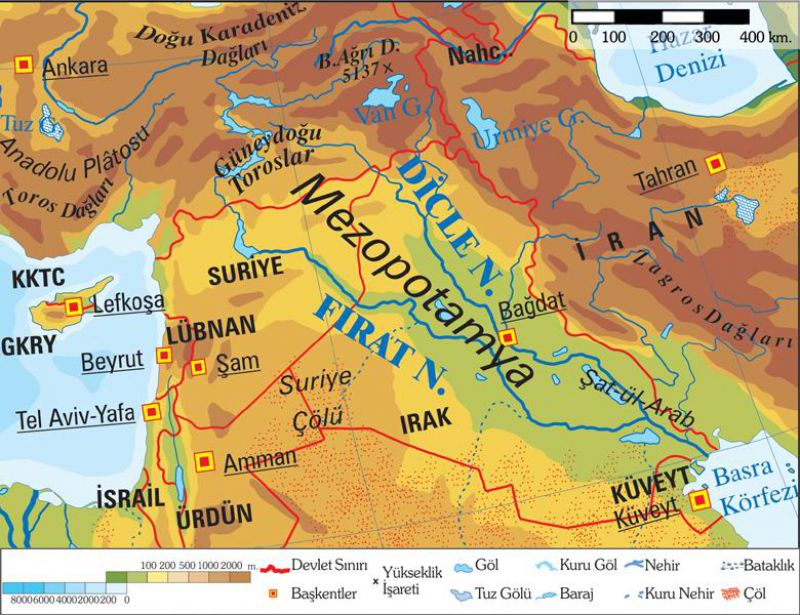 0 100 200 300 400 km.
Hazar
Denizi
Doğu Karadeniz
Dağları
B.Ağrı D.
5137 x
Nahc..
Ankara
Van G.
Urmiye G.
Tuz
Anadolu Plâtosu
Toros Dağları
Güneydoğu
Toroslar
Tahran
DİCLE N.
Mezopotamya
İRAN
Zagros Dağları
KKTC
Lefkoşa
GKRY
SURİYE
FIRAT N.
Bağdat
LÜBNAN
Beyrut
Şam
Suriye
Çölü
Şat-ül-Arab
Tel Aviv-Yafa
IRAK
Amman
İSRAİL
ÜRDÜN
KÜVEYT
Küveyt
Basra
Körfezi
100 200 500 1000 2000 m.
8000 6000 4000 2000 200 0
Devlet Sınırı
Başkentler
x Yükseklik
İşareti
Göl
Tuz Gölü
Kuru Göl
Baraj
Nehir
Kuru Nehir
Bataklık
Çöl